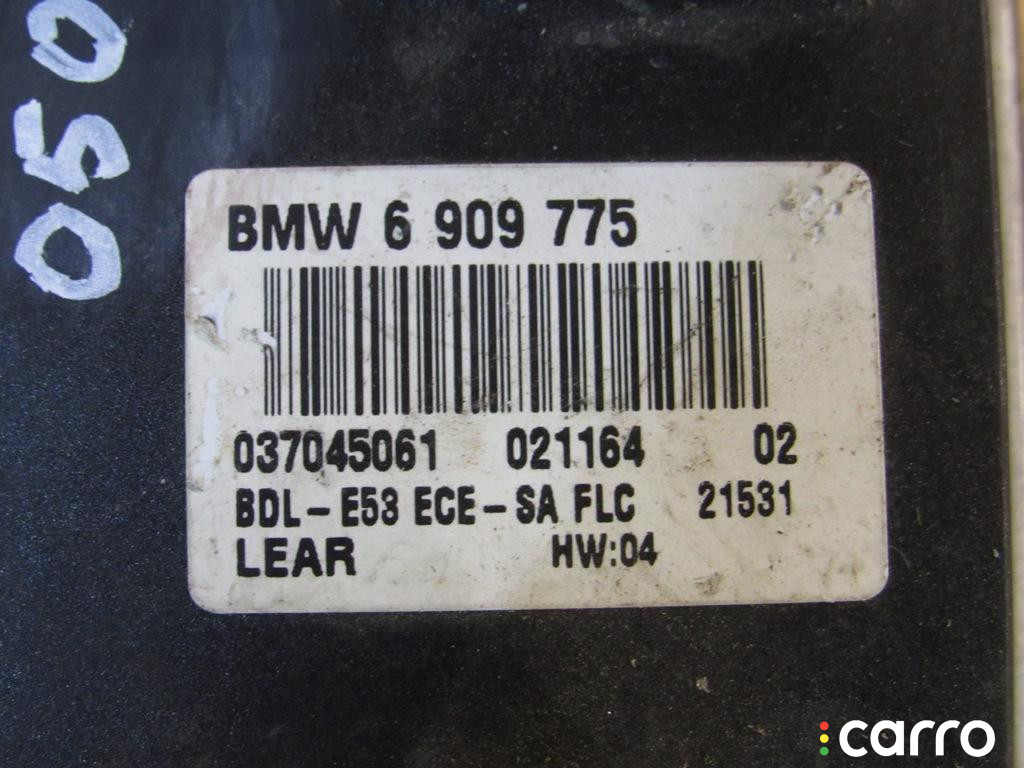 050
BMW 6 909 775
037045061 021164 02
BDL-E53 ECE-SA FLC 21531
LEAR HW:04
carro